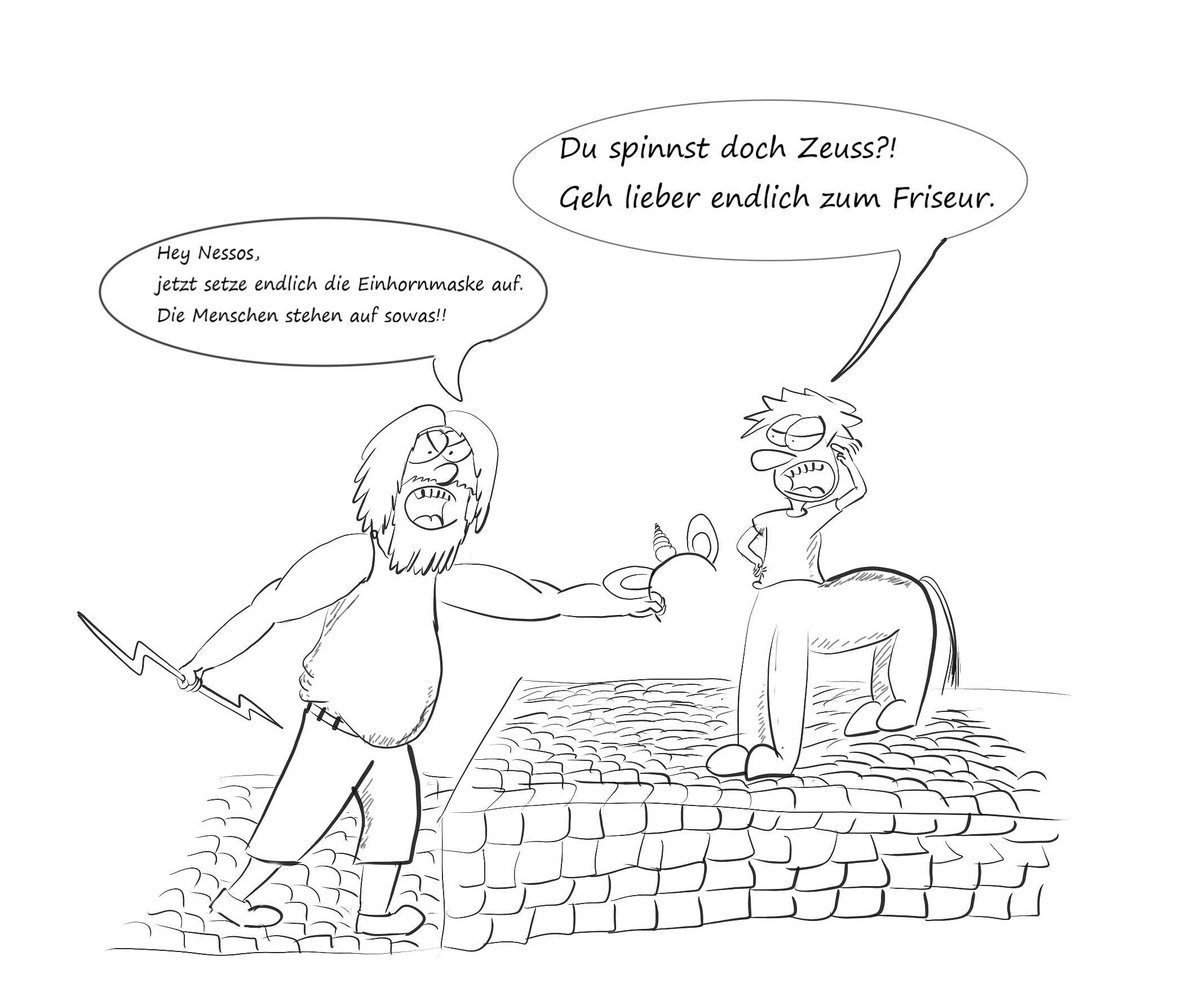 Hey Nessos,
jetzt setze endlich die Einhornmaske auf.
Die Menschen stehen auf sowas!!
Du spinnst doch Zeuss?!
Geh lieber endlich zum Friseur.